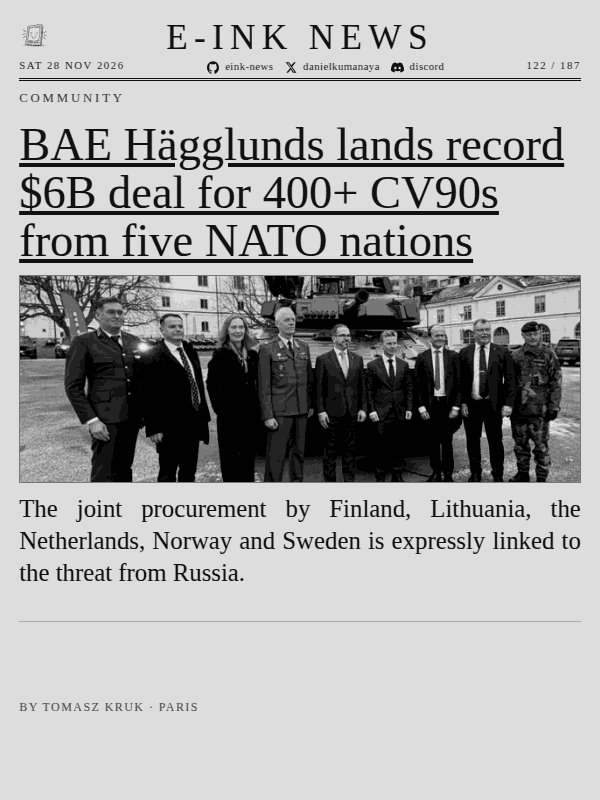 E-INK NEWS
SAT 28 NOV 2026
eink-news danielkumanaya discord
122 / 187
COMMUNITY
BAE Hägglunds lands record
$6B deal for 400+ CV90s
from five NATO nations
The joint procurement by Finland, Lithuania, the
Netherlands, Norway and Sweden is expressly linked to
the threat from Russia.
BY TOMASZ KRUK · PARIS